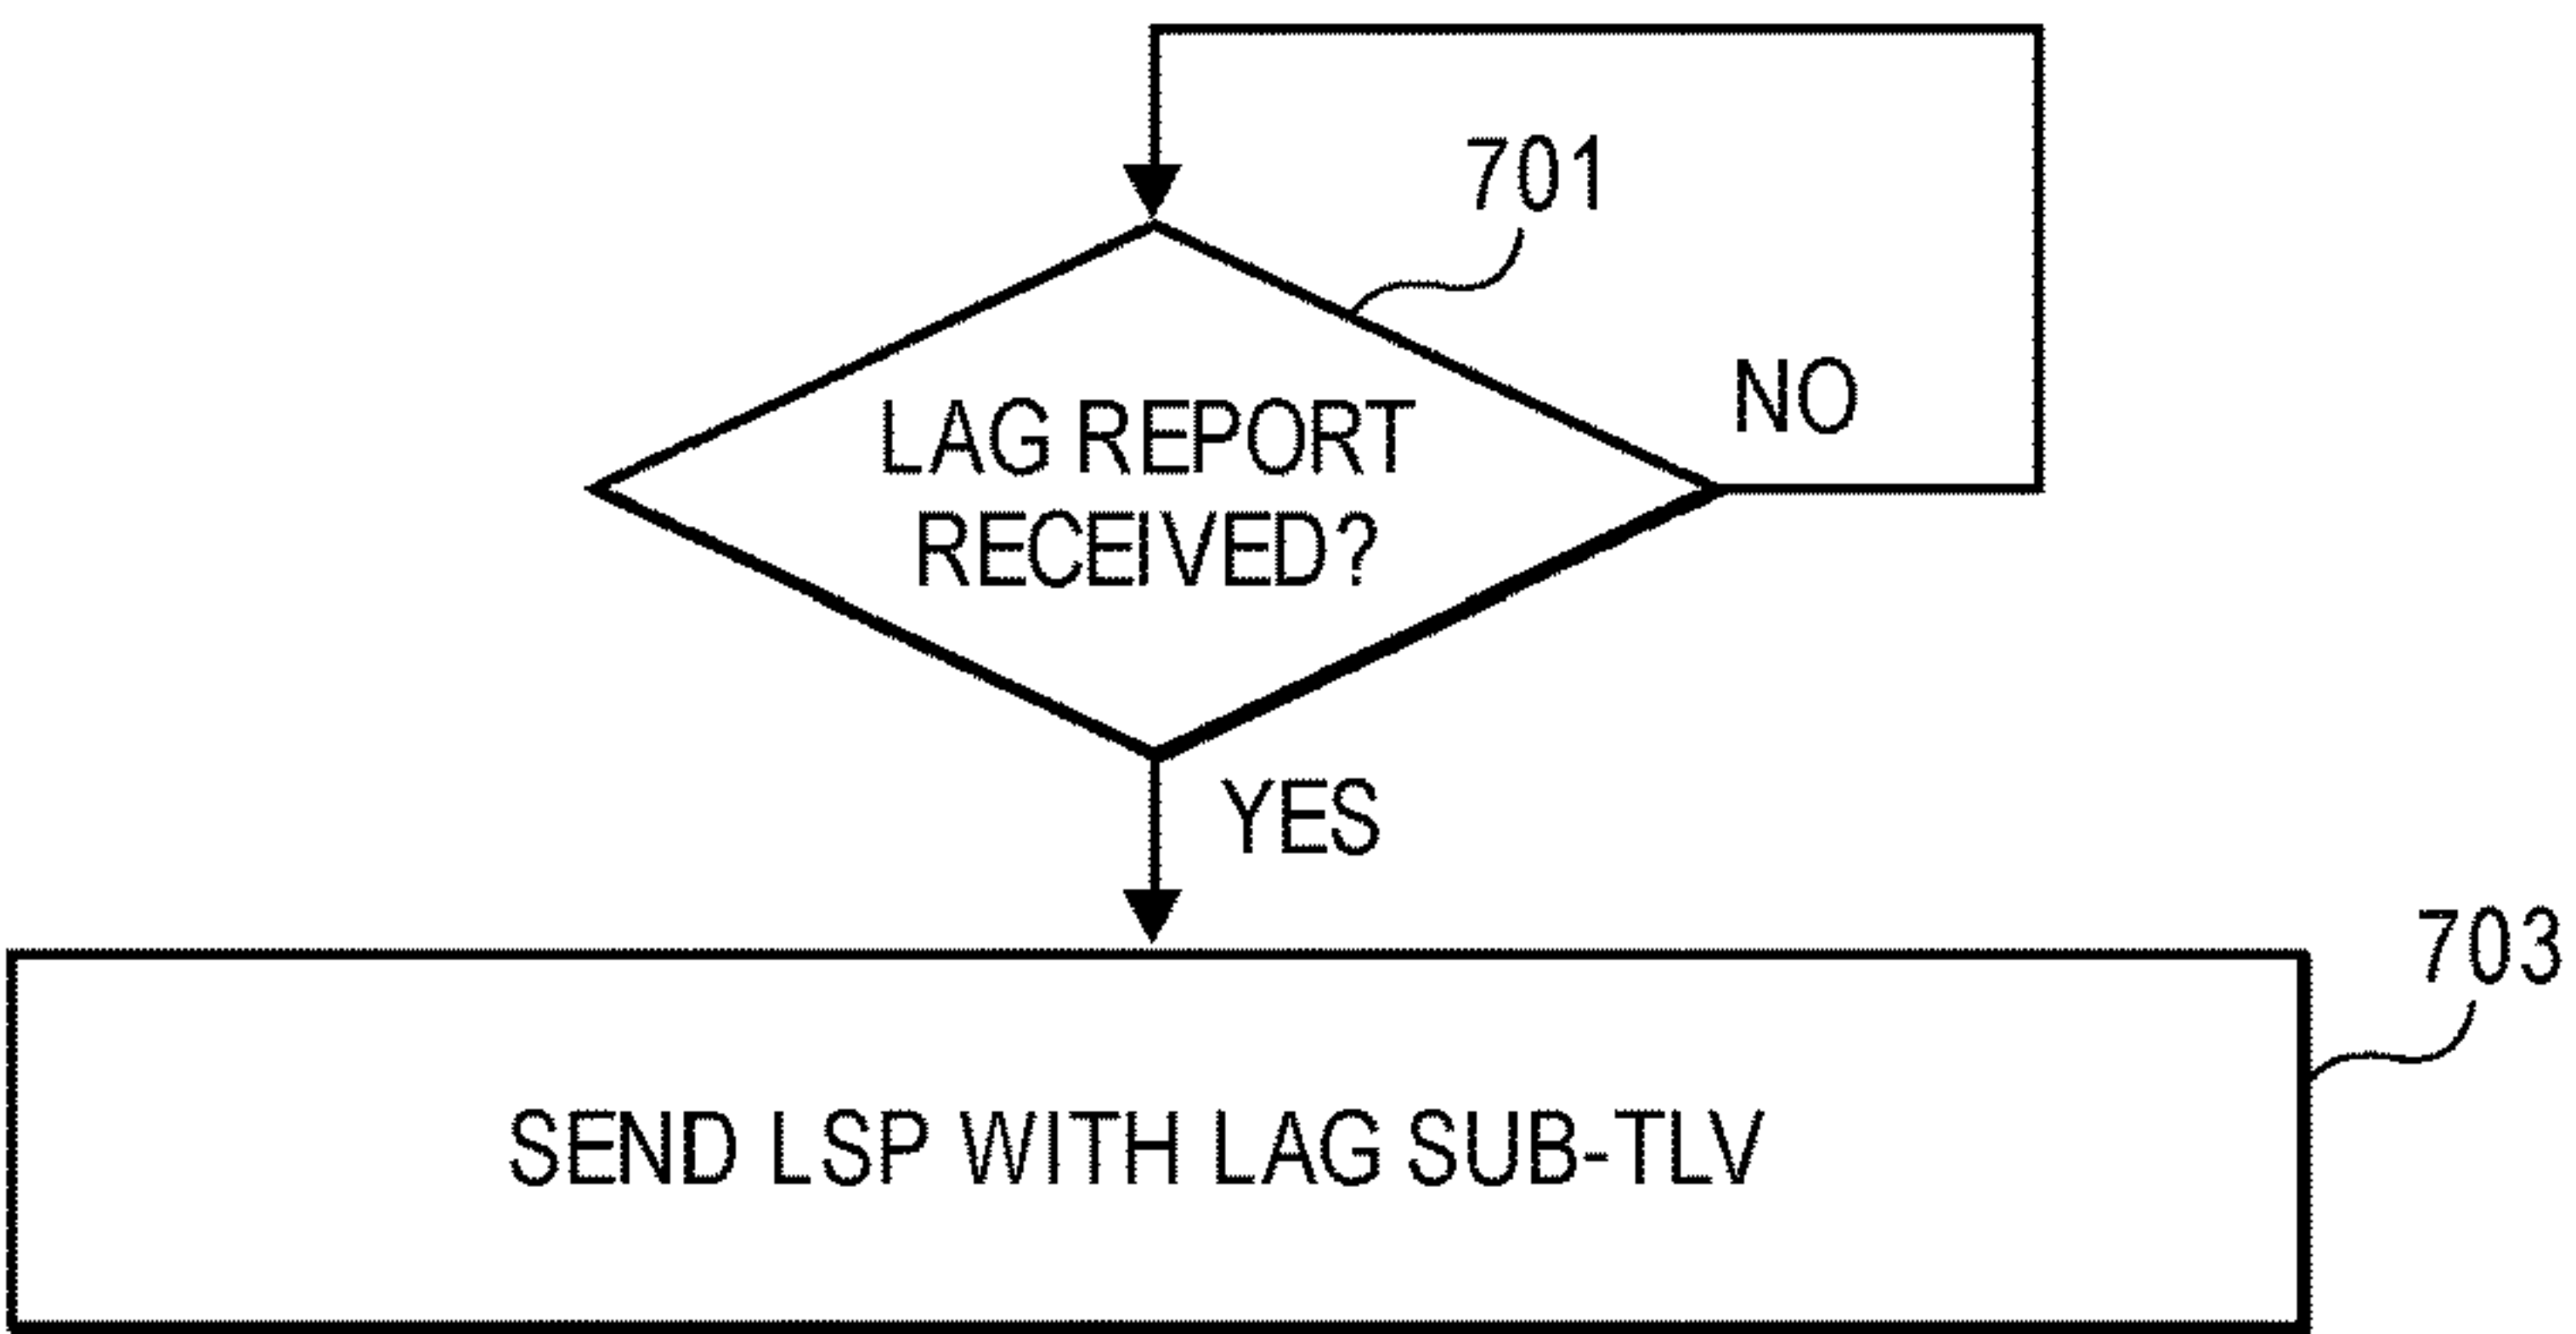 701
NO
LAG REPORT
RECEIVED?
YES
703
SEND LSP WITH LAG SUB-TLV